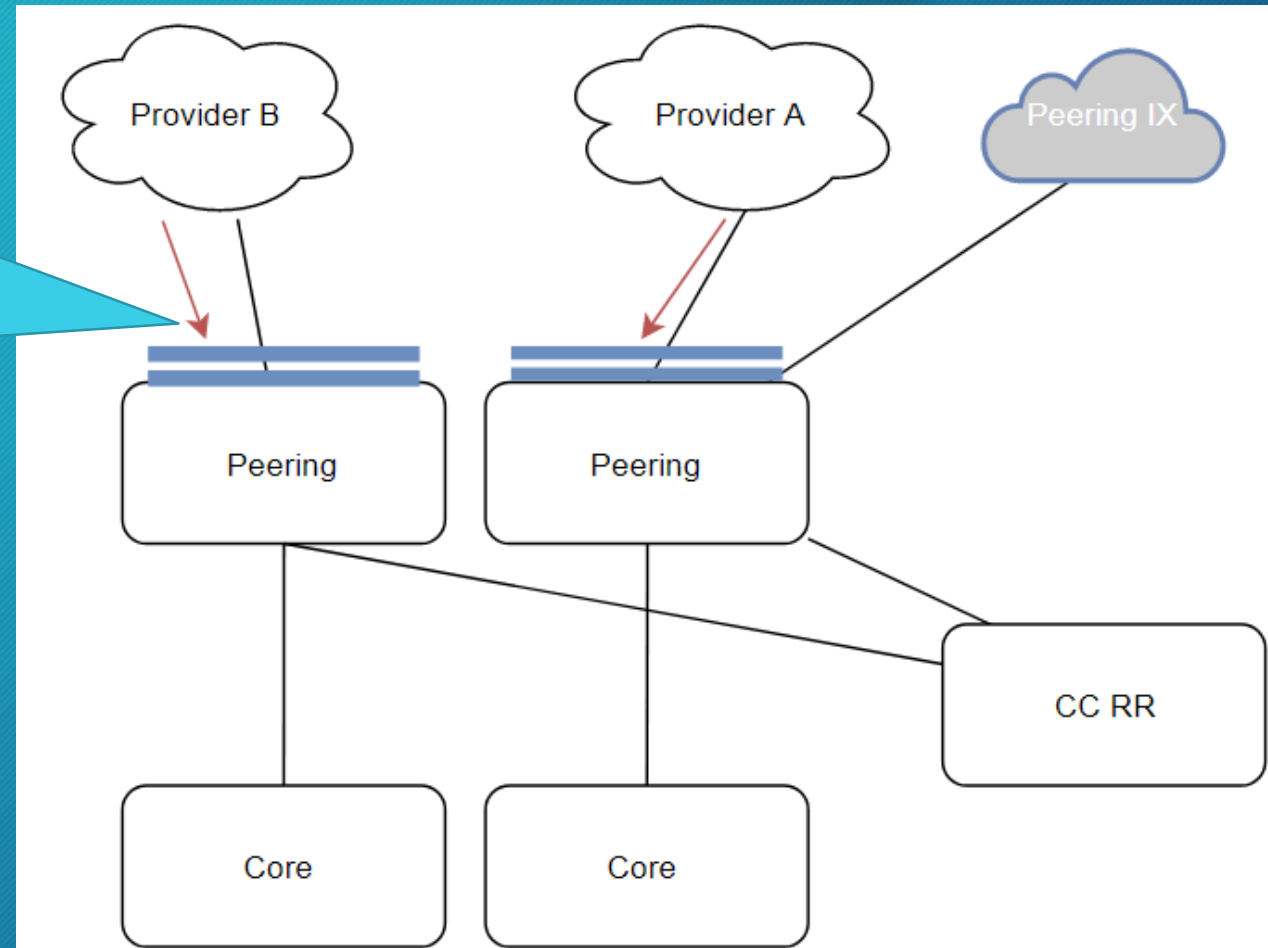 Provider B
Provider A
Peering IX
Peering
Peering
CC RR
Core
Core